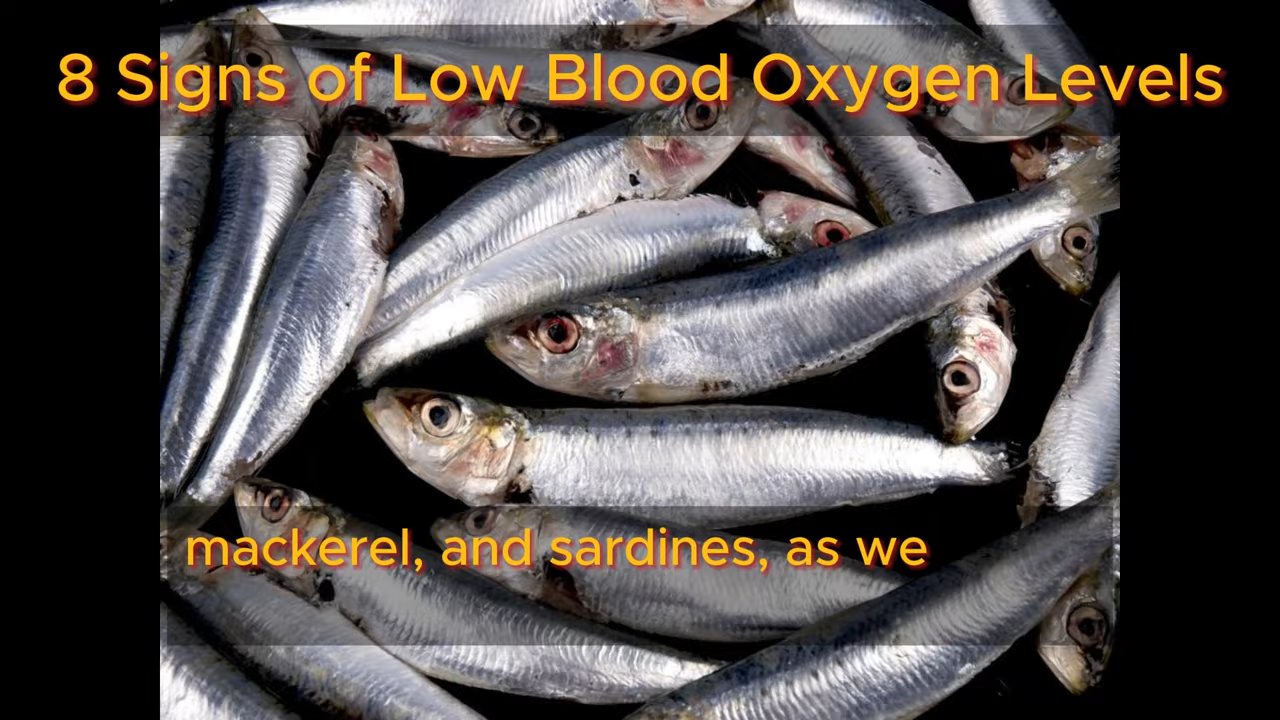 8 Signs of Low Blood Oxygen Levels
mackerel, and sardines, as we